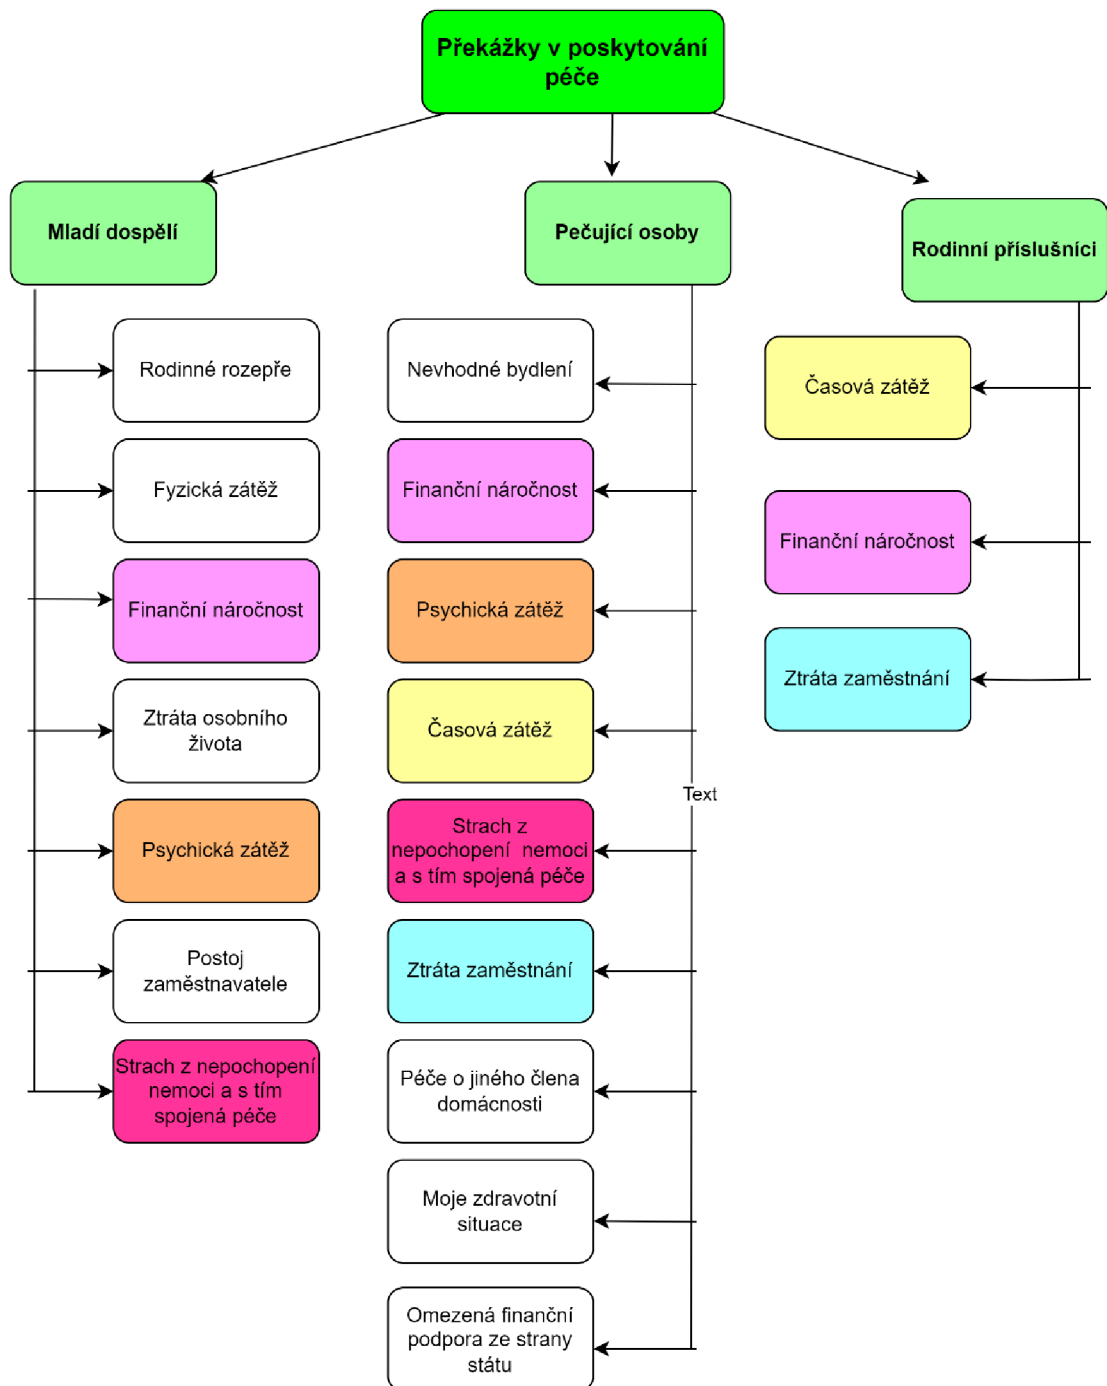 Překážky v poskytování
péče
Mladí dospělí
Pečující osoby
Rodinní příslušníci
Rodinné rozepře
Fyzická zátěž
Finanční náročnost
Ztráta osobního
života
Psychická zátěž
Postoj
zaměstnavatele
Strach z nepochopení
nemoci a s tím
spojená péče
Nevhodné bydlení
Finanční náročnost
Psychická zátěž
Časová zátěž
Text
Strach z
nepochopení nemoci
a s tím spojená péče
Ztráta zaměstnání
Péče o jiného člena
domácnosti
Moje zdravotní
situace
Omezená finanční
podpora ze strany
státu
Časová zátěž
Finanční náročnost
Ztráta zaměstnání